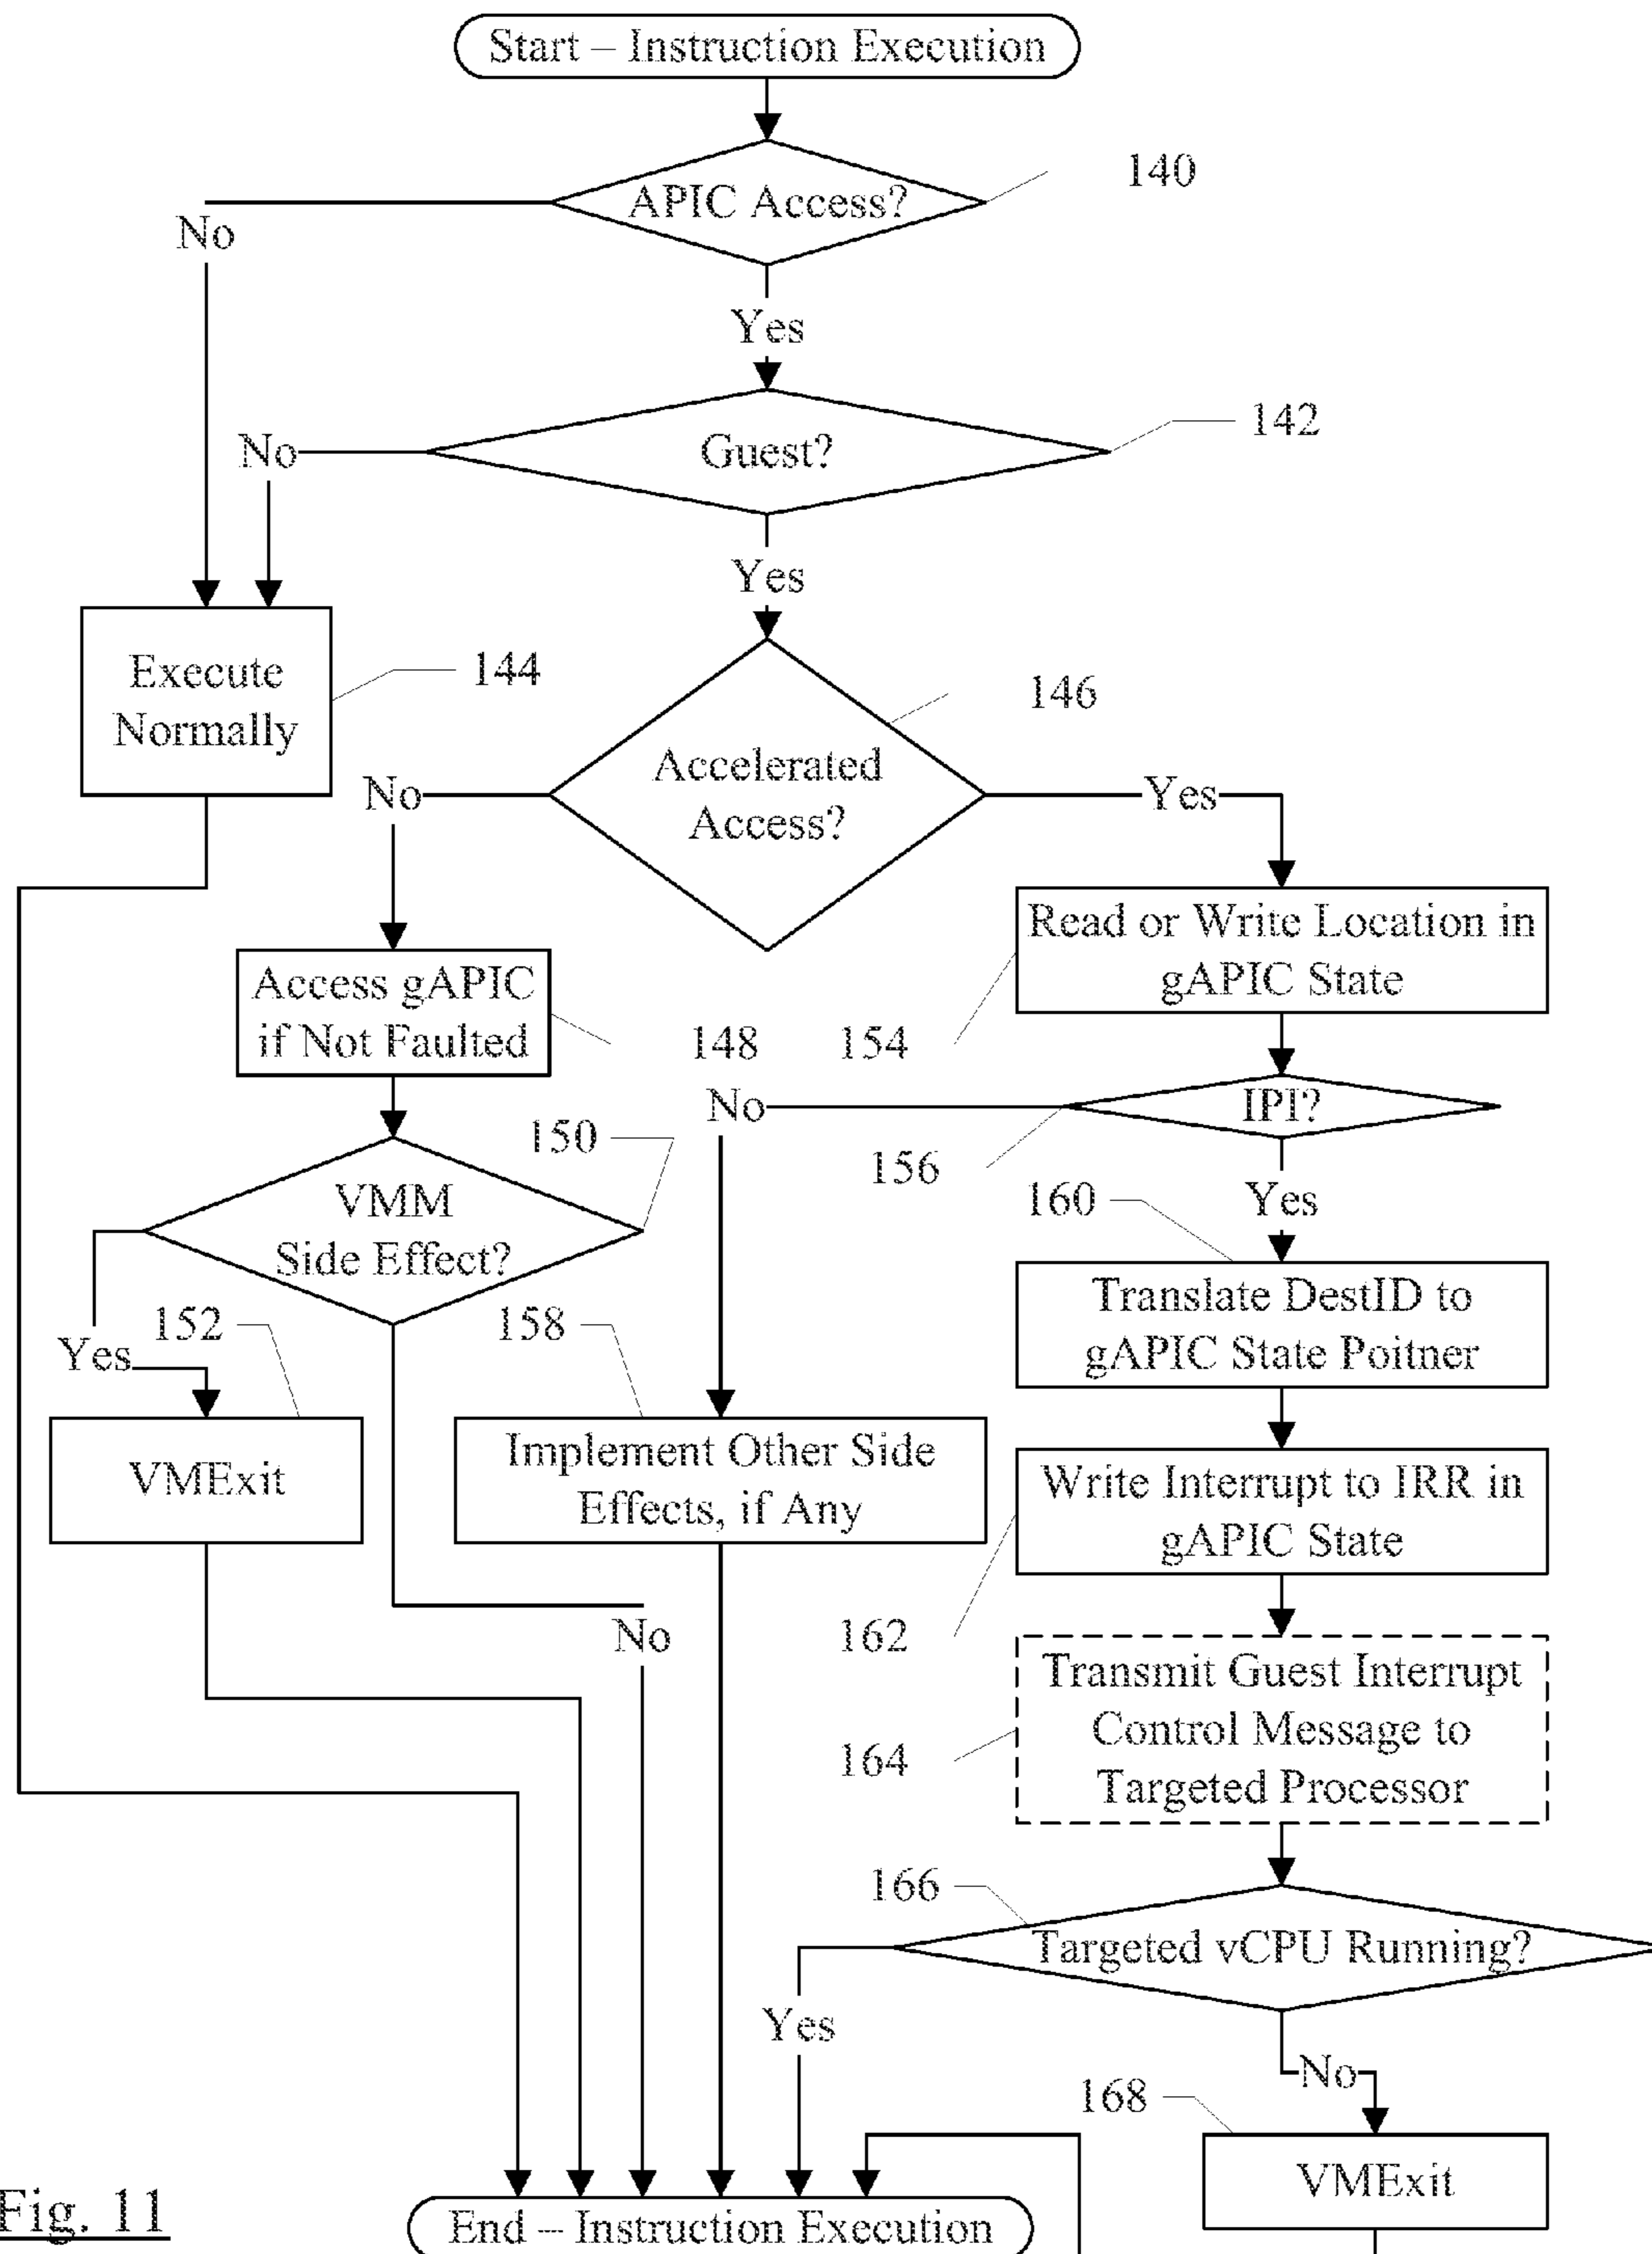 Start – Instruction Execution
APIC Access?
140
No
Yes
Guest?
142
No
Yes
Execute
Normally
144
Accelerated
Access?
146
No
Yes
Read or Write Location in
gAPIC State
154
Access gAPIC
if Not Faulted
148
No
IPI?
156
150
VMM
Side Effect?
160
Yes
Translate DestID to
gAPIC State Poitner
Yes
152
158
VMExit
Implement Other Side
Effects, if Any
Write Interrupt to IRR in
gAPIC State
162
No
Transmit Guest Interrupt
Control Message to
Targeted Processor
164
166
Targeted vCPU Running?
Yes
No
168
VMExit
End – Instruction Execution
Fig. 11